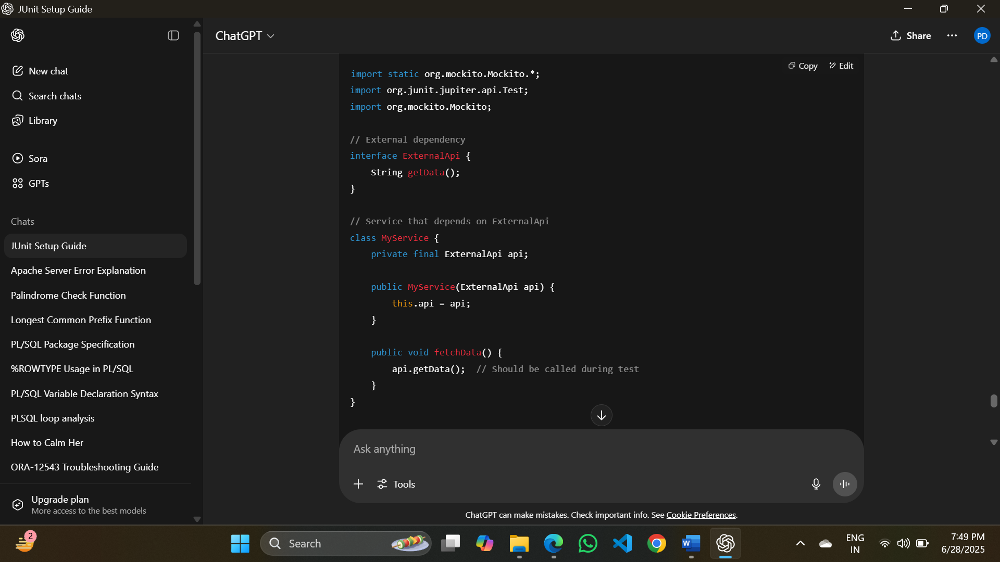 JUnit Setup Guide
ChatGPT
Share
PD
New chat
Search chats
Library
Sora
GPTs
Chats
JUnit Setup Guide
Apache Server Error Explanation
Palindrome Check Function
Longest Common Prefix Function
PL/SQL Package Specification
%ROWTYPE Usage in PL/SQL
PL/SQL Variable Declaration Syntax
PLSQL loop analysis
How to Calm Her
ORA-12543 Troubleshooting Guide
Upgrade plan
More access to the best models
Copy
Edit
import static org.mockito.Mockito.*;
import org.junit.jupiter.api.Test;
import org.mockito.Mockito;
// External dependency
interface ExternalApi {
    String getData();
}
// Service that depends on ExternalApi
class MyService {
    private final ExternalApi api;
    public MyService(ExternalApi api) {
        this.api = api;
    }
    public void fetchData() {
        api.getData();  // Should be called during test
    }
}
Ask anything
Tools
ChatGPT can make mistakes. Check important info. See Cookie Preferences.
2
Search
W
ENG
IN
7:49 PM
6/28/2025